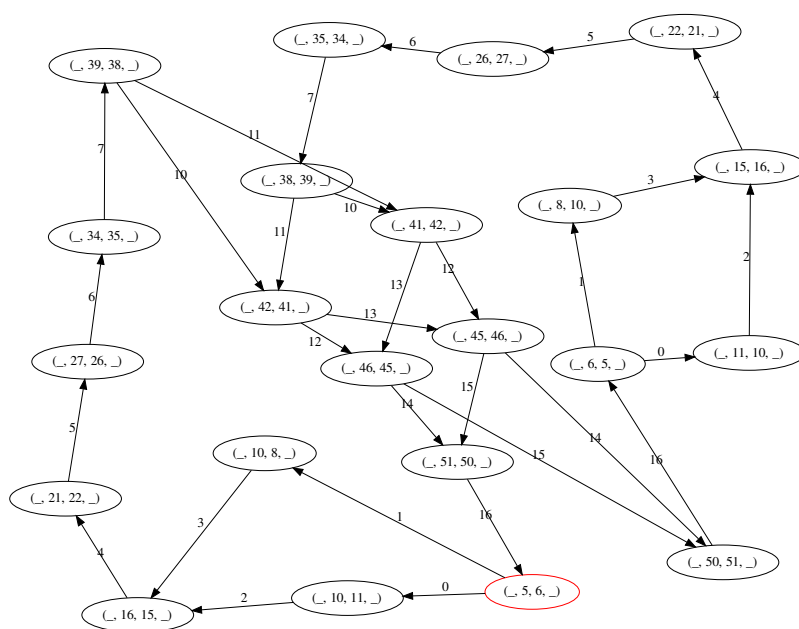 (_, 22, 21, _)
5
(_, 35, 34, _)
6
(_, 26, 27, _)
(_, 39, 38, _)
7
4
11
7
(_, 15, 16, _)
10
(_, 38, 39, _)
3
(_, 8, 10, _)
10
(_, 41, 42, _)
11
(_, 34, 35, _)
2
12
13
1
6
(_, 42, 41, _)
13
(_, 45, 46, _)
12
0
(_, 11, 10, _)
(_, 27, 26, _)
(_, 6, 5, _)
(_, 46, 45, _)
15
14
5
14
(_, 10, 8, _)
15
16
(_, 51, 50, _)
(_, 21, 22, _)
3
1
16
4
(_, 50, 51, _)
0
(_, 5, 6, _)
2
(_, 10, 11, _)
(_, 16, 15, _)